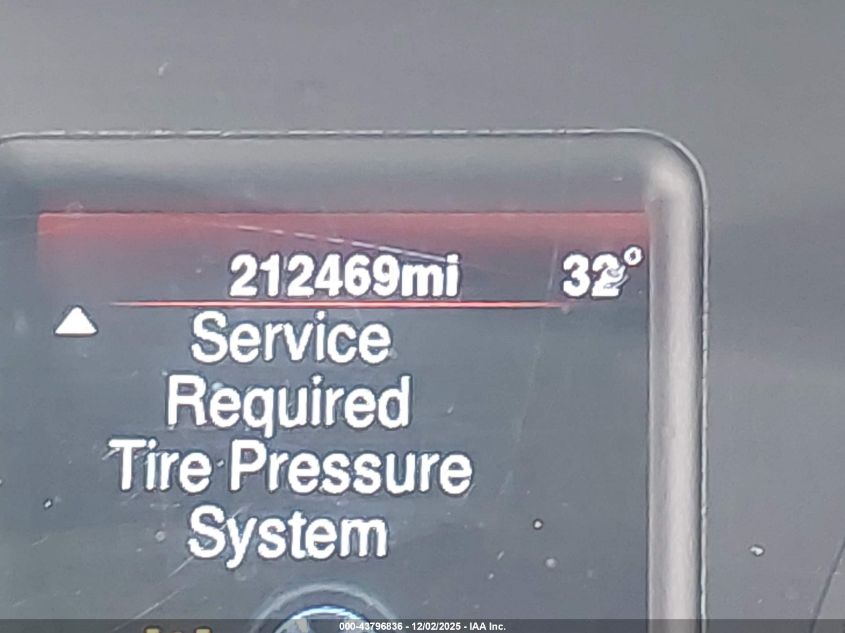 212469mi 32°
Service
Required
Tire Pressure
System
000-43796836 - 12/02/2025 - IAA Inc.